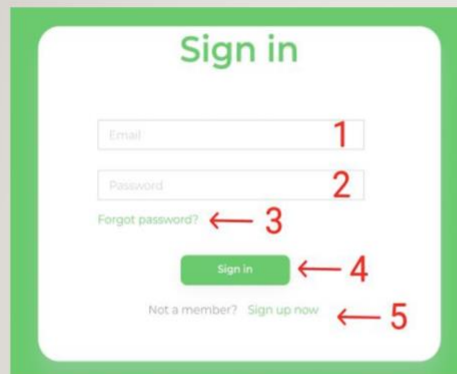 Sign in
Email 1
Password 2
Forgot password? 3
Sign in 4
Not a member? Sign up now 5